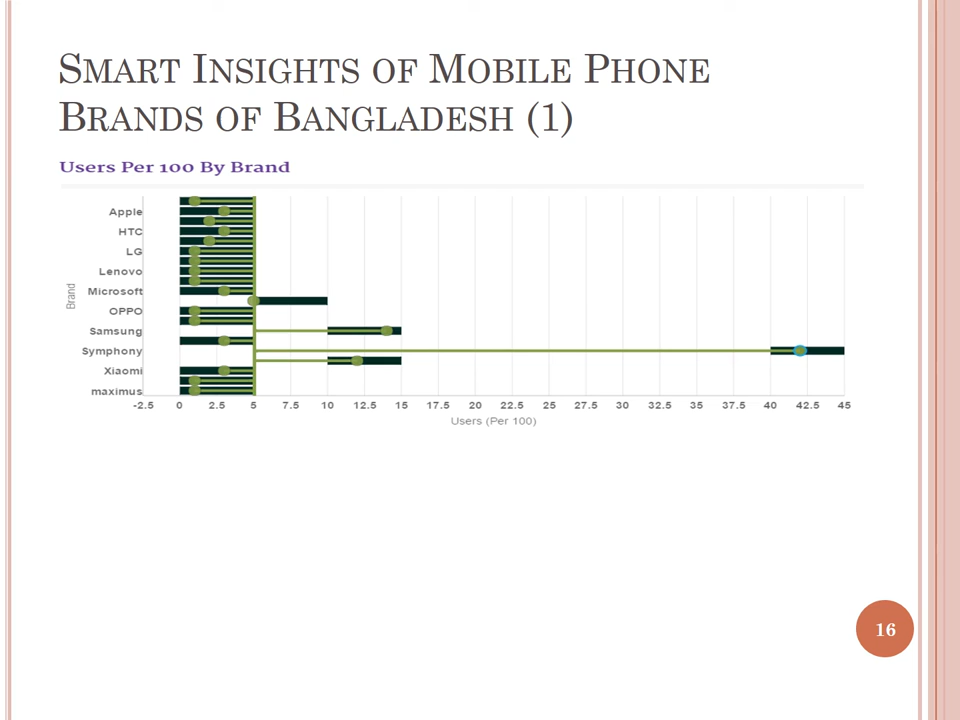 SMART INSIGHTS OF MOBILE PHONE
BRANDS OF BANGLADESH (1)
Users Per 100 By Brand
Apple
HTC
LG
Lenovo
Microsoft
OPPO
Samsung
Symphony
Xiaomi
maximus
Brand
-2.5 0 2.5 5 7.5 10 12.5 15 17.5 20 22.5 25 27.5 30 32.5 35 37.5 40 42.5 45
Users (Per 100)
16